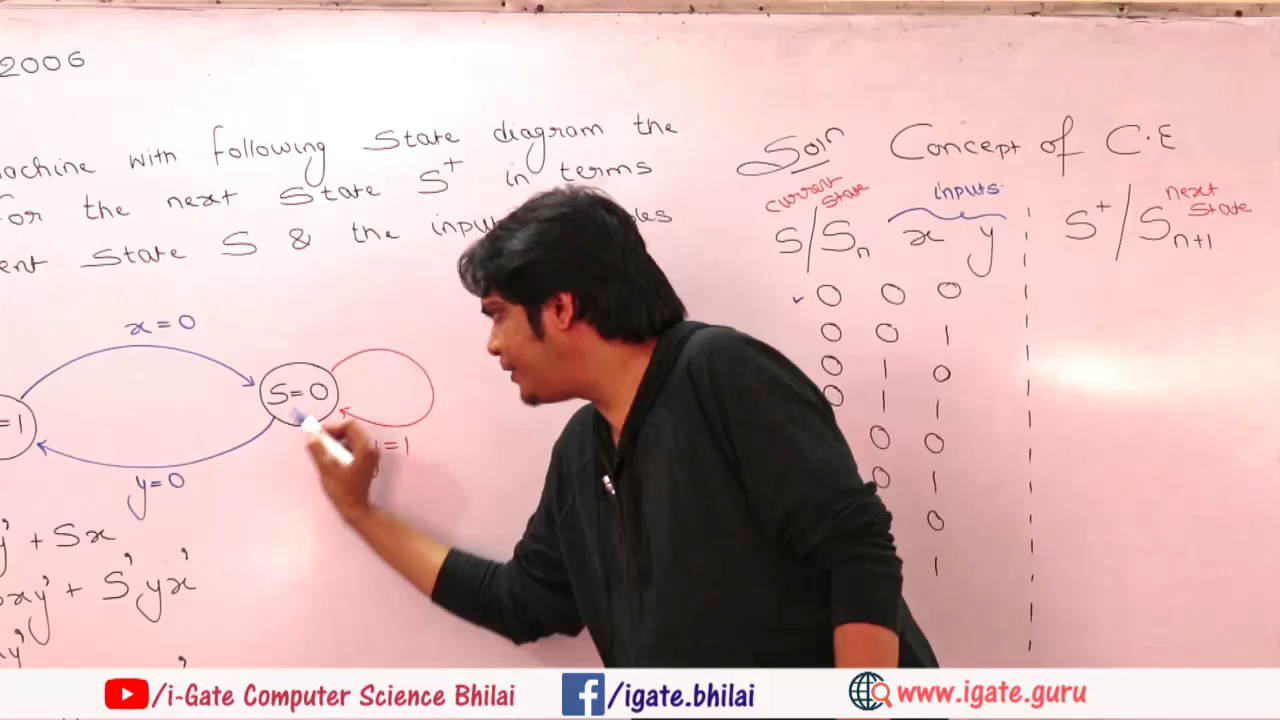 2006
machine with following State diagram the
for the next State S⁺ in terms
State S & the
x = 0
S = 0
= 1
= 1
y = 0
y' + Sx
xy' + S'yx'
y'
Soln Concept of C.E
current State inputs next State
S/Sₙ x y S⁺/Sₙ₊₁
✓ 0 0 0
0 0 1
0 1 0
0 1 1
0 0
0 1
0
1
/i-Gate Computer Science Bhilai /igate.bhilai www.igate.guru